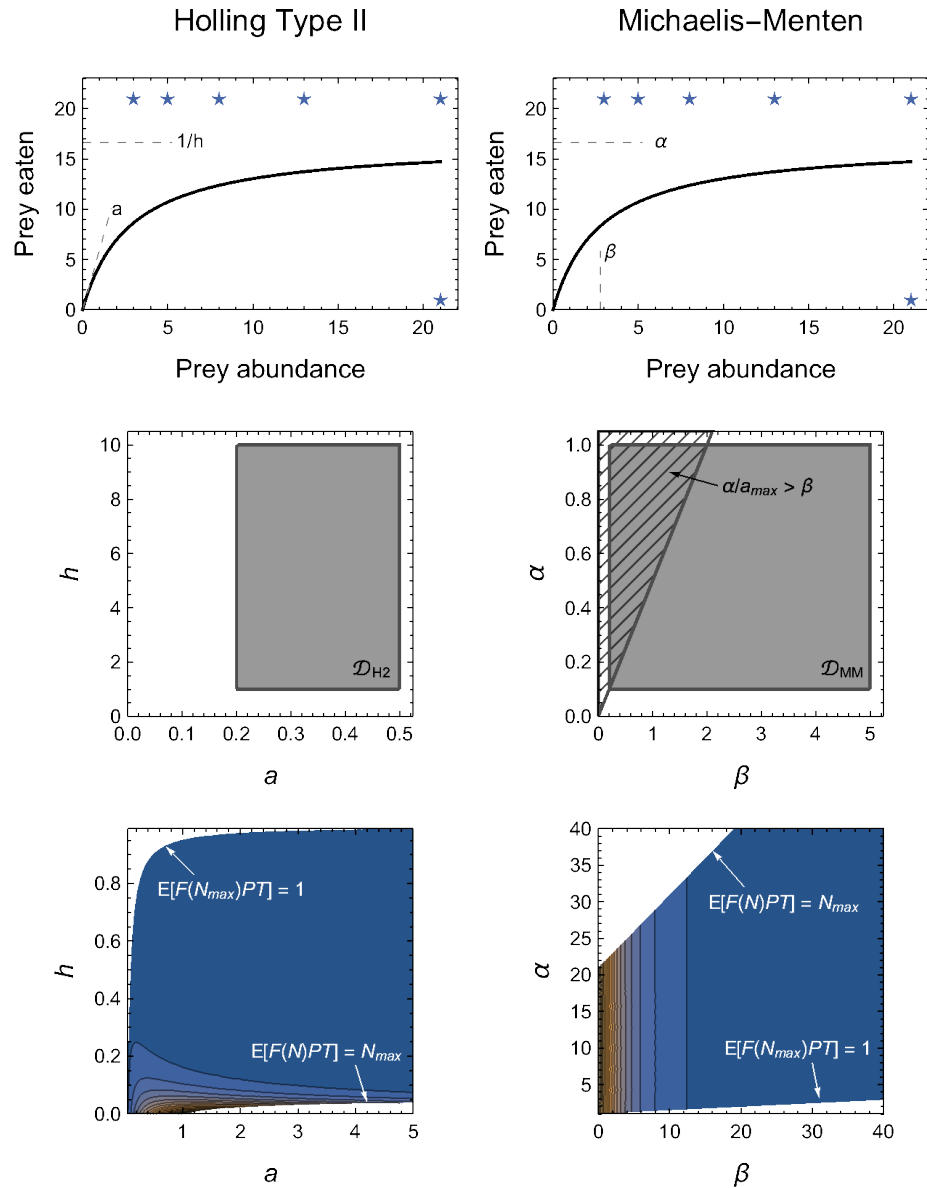 Holling Type II
Michaelis–Menten
Prey eaten
20
15
10
5
0
1/h
a
0 5 10 15 20
Prey abundance
Prey eaten
20
15
10
5
0
α
β
0 5 10 15 20
Prey abundance
h
10
8
6
4
2
0
𝒟H2
0.0 0.1 0.2 0.3 0.4 0.5
a
α
1.0
0.8
0.6
0.4
0.2
0.0
α/amax > β
𝒟MM
0 1 2 3 4 5
β
h
0.8
0.6
0.4
0.2
0.0
E[F(Nmax)PT] = 1
E[F(N)PT] = Nmax
1 2 3 4 5
a
α
40
35
30
25
20
15
10
5
E[F(N)PT] = Nmax
E[F(Nmax)PT] = 1
0 10 20 30 40
β